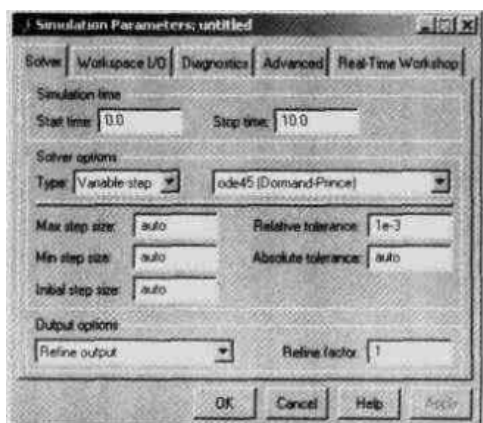 Simulation Parameters: untitled
Solver Workspace I/O Diagnostics Advanced Real-Time Workshop
Simulation time
Start time: 0.0 Stop time: 10.0
Solver options
Type: Variable-step ode45 (Dormand-Prince)
Max step size: auto Relative tolerance: 1e-3
Min step size: auto Absolute tolerance: auto
Initial step size: auto
Output options
Refine output Refine factor: 1
OK Cancel Help Apply